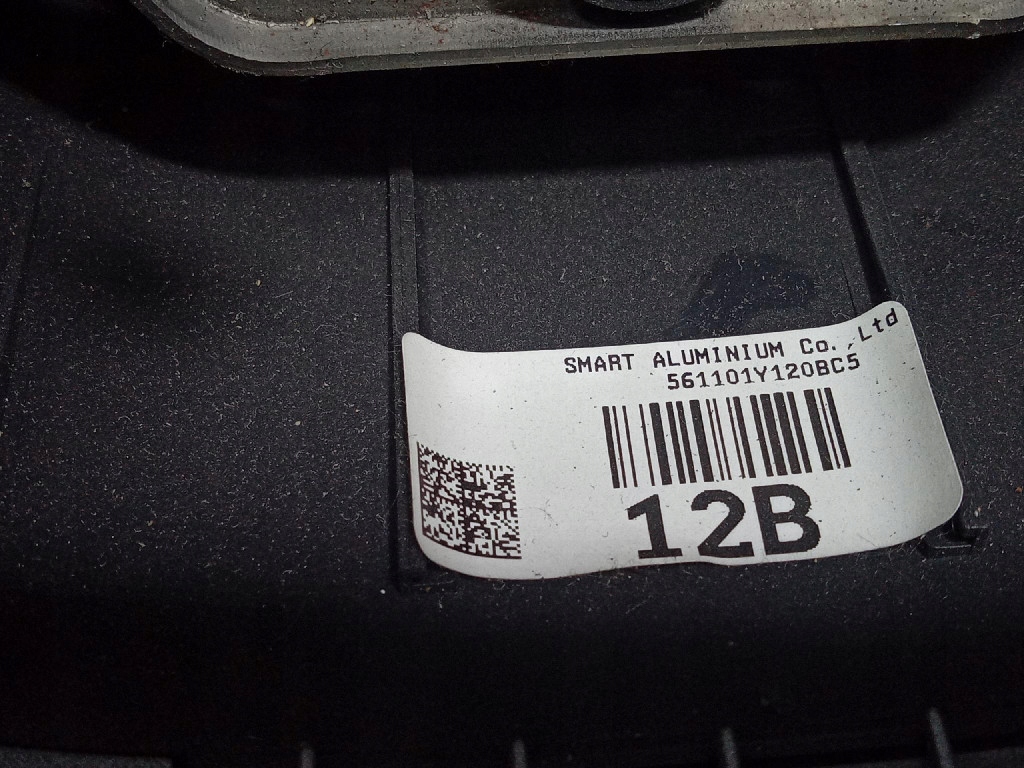 SMART ALUMINIUM Co.,Ltd
561101Y120BC5
12B